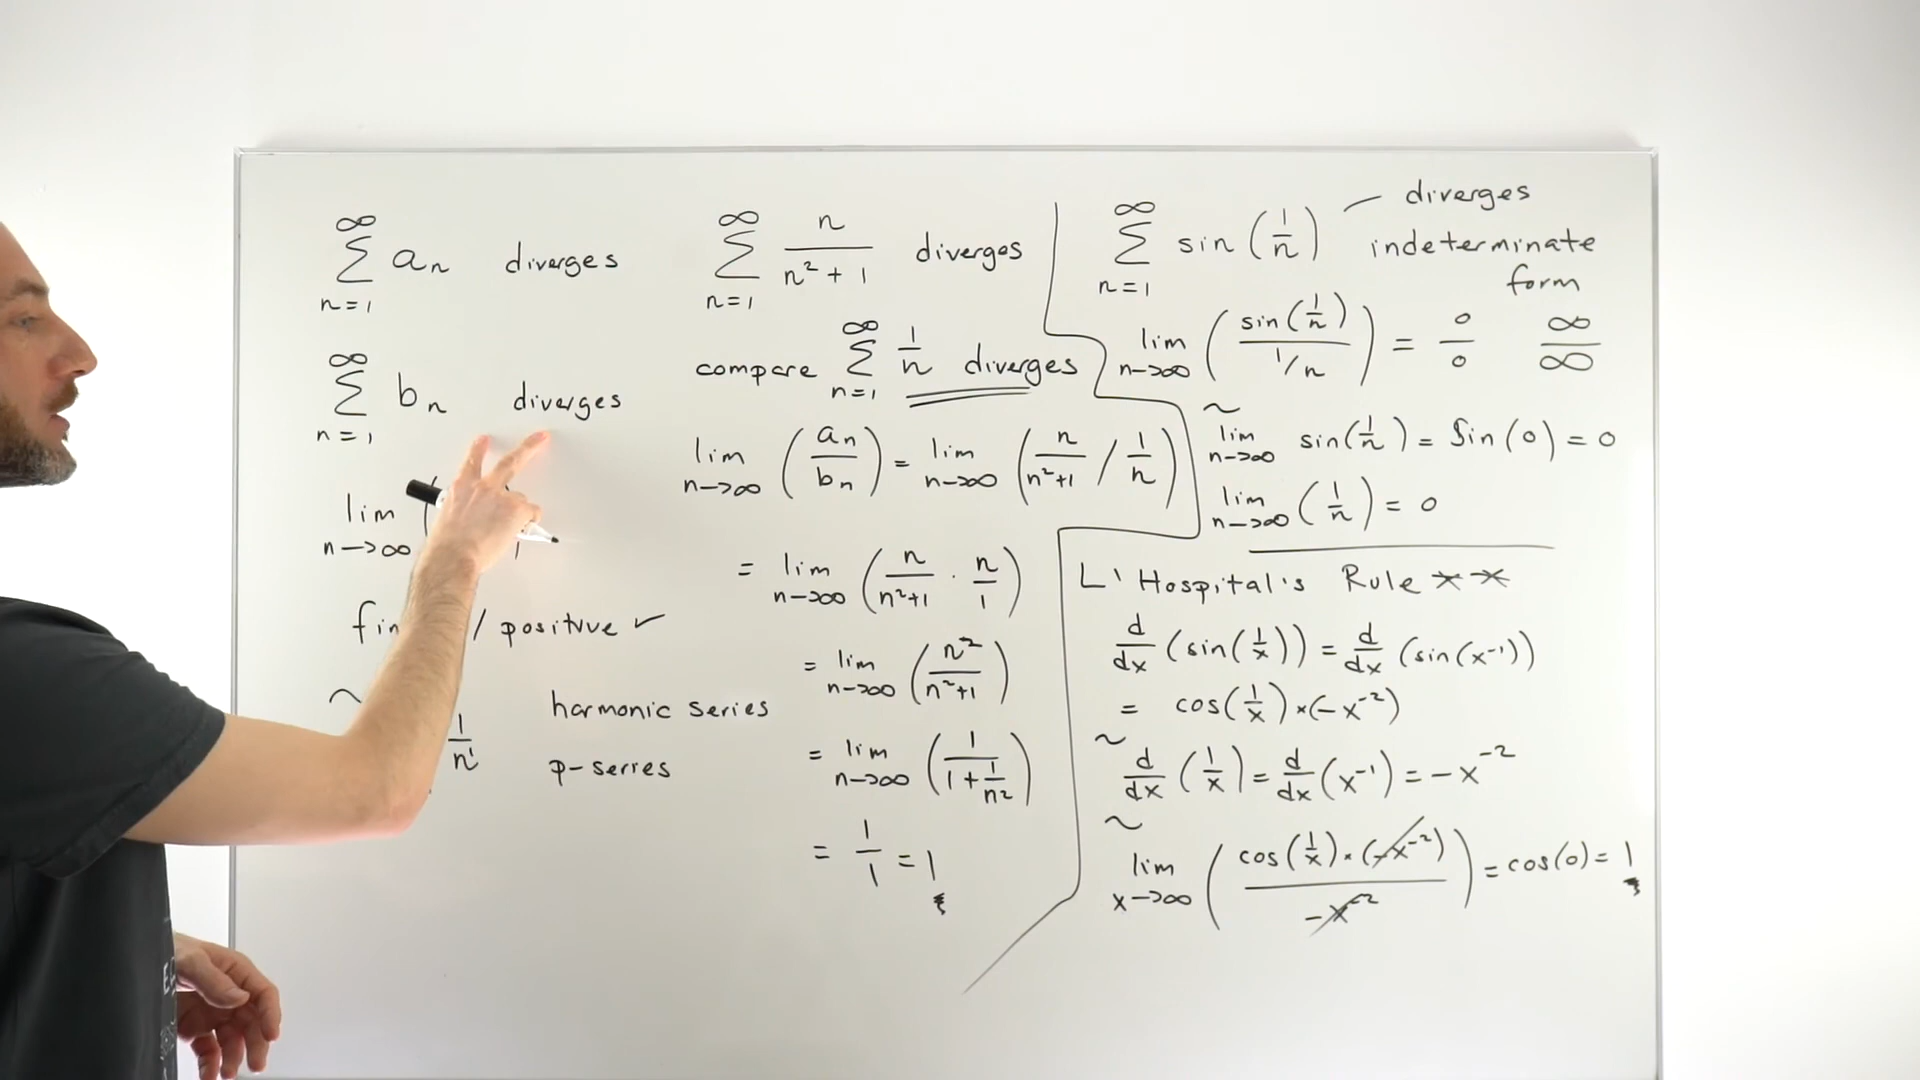 ∞
∑ aₙ diverges
n=1
∞
∑ bₙ diverges
n=1
lim (
n→∞
/ positive ✓
~
1/n¹
harmonic series
p-series
∞
∑ n/(n²+1) diverges
n=1
compare ∑ 1/n diverges
n=1
lim (aₙ/bₙ) = lim (n/(n²+1) / 1/n)
n→∞ n→∞
= lim (n/(n²+1) · n/1)
n→∞
= lim (n²/(n²+1))
n→∞
= lim (1/(1+1/n²))
n→∞
= 1/1 = 1
∞
∑ sin(1/n) — diverges
n=1
indeterminate
form
lim (sin(1/n)/(1/n)) = 0/0 ∞/∞
n→∞
~
lim sin(1/n) = sin(0) = 0
n→∞
lim (1/n) = 0
n→∞
L'Hospital's Rule **
d/dx (sin(1/x)) = d/dx (sin(x⁻¹))
= cos(1/x) × (-x⁻²)
~
d/dx (1/x) = d/dx (x⁻¹) = -x⁻²
~
lim (cos(1/x) · (-x⁻²) / -x⁻²) = cos(0) = 1
x→∞